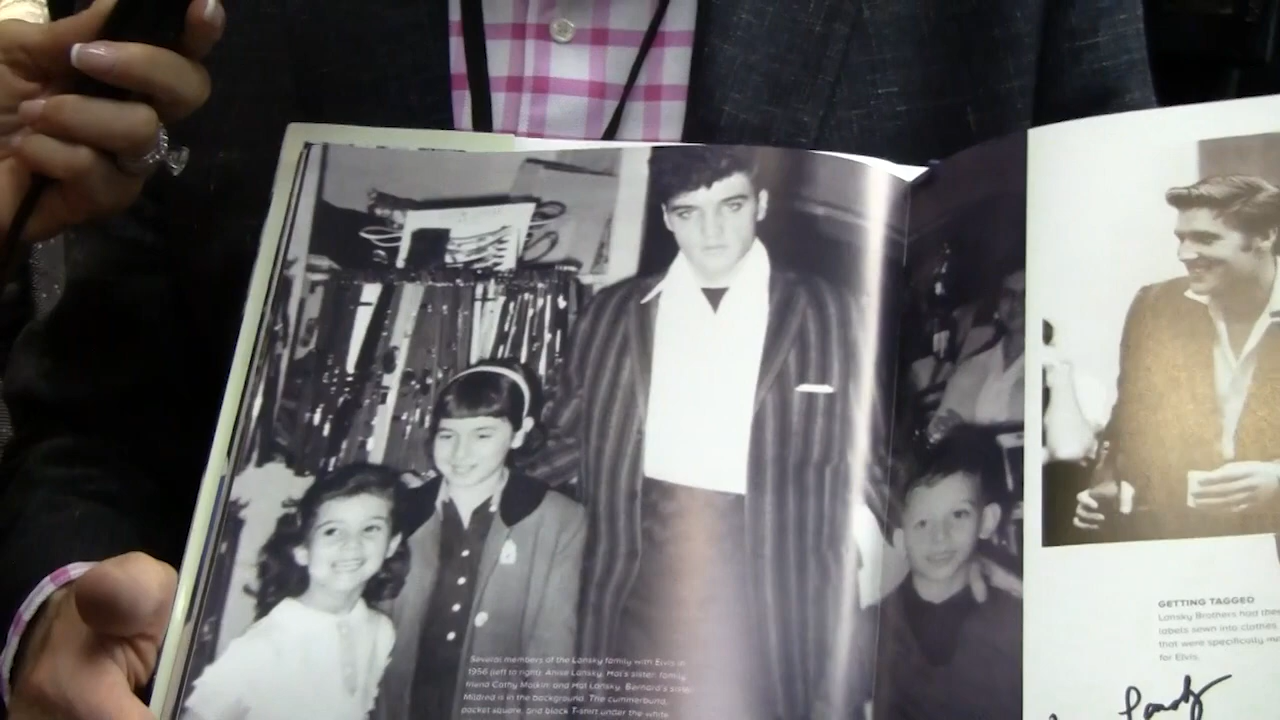 Several members of the Lansky family with Elvis in
1956 (left to right): Anise Lansky, Hal's sister; family
friend Cathy Malkin; and Hal Lansky. Bernard's sister
Mildred is in the background. The cummerbund,
pocket square, and black T-shirt under the white
GETTING TAGGED
Lansky Brothers had
labels sewn into clothes
that were specifically
for Elvis.